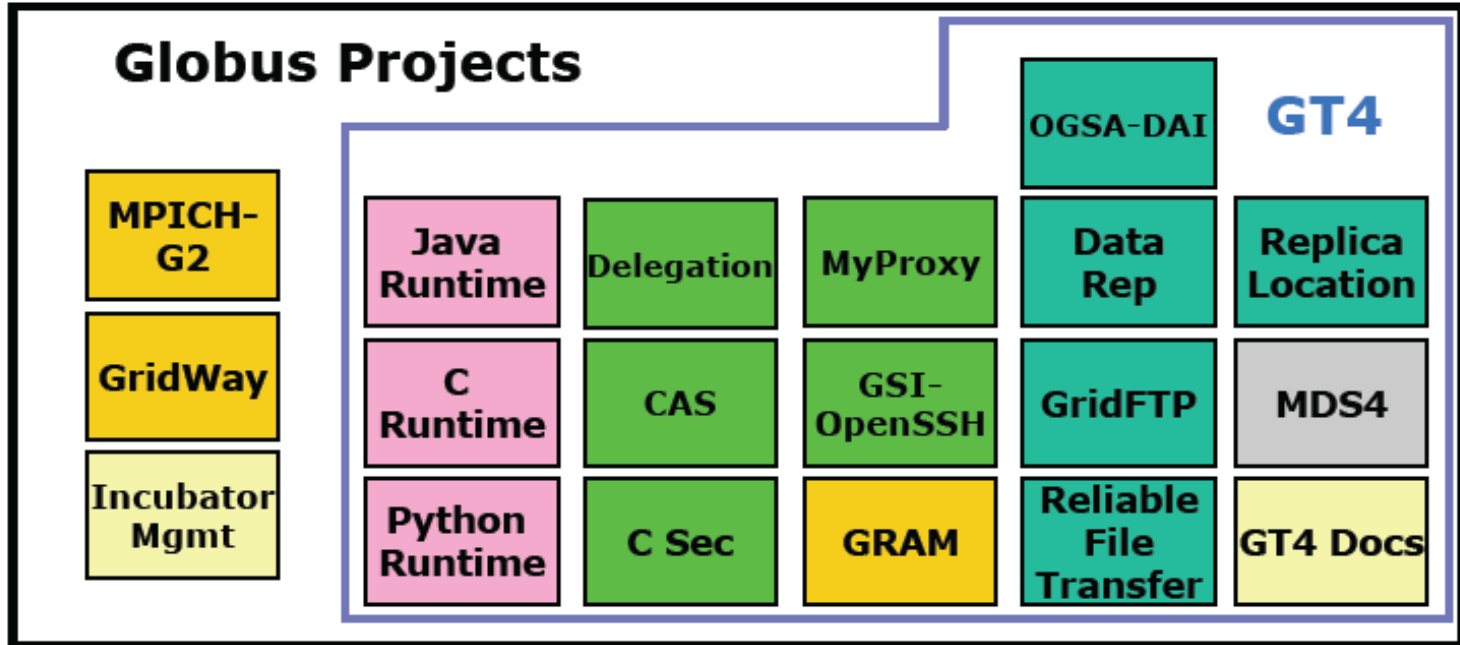 Globus Projects
GT4
OGSA-DAI
MPICH-
G2
Java
Runtime
Delegation
MyProxy
Data
Rep
Replica
Location
GridWay
C
Runtime
CAS
GSI-
OpenSSH
GridFTP
MDS4
Incubator
Mgmt
Python
Runtime
C Sec
GRAM
Reliable
File
Transfer
GT4 Docs